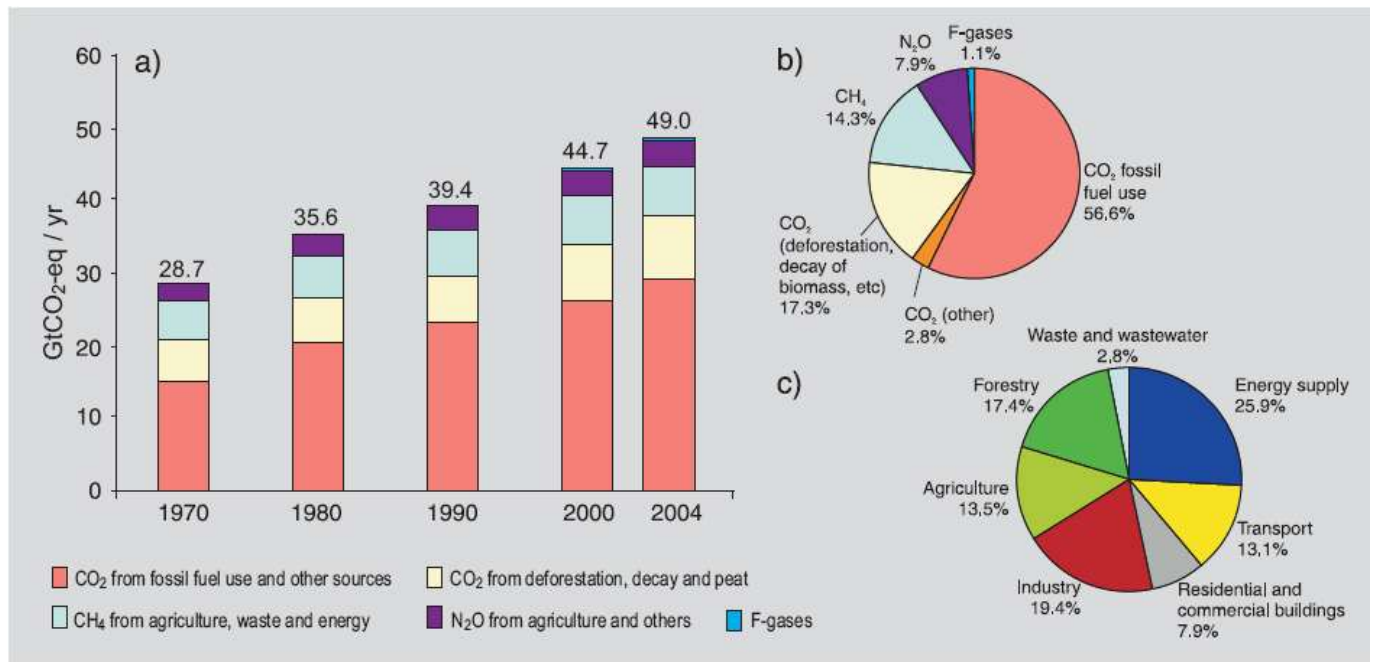 a)
GtCO₂-eq / yr
60
50
40
30
20
10
0
28.7
35.6
39.4
44.7
49.0
1970
1980
1990
2000
2004
CO₂ from fossil fuel use and other sources
CO₂ from deforestation, decay and peat
CH₄ from agriculture, waste and energy
N₂O from agriculture and others
F-gases
b)
F-gases
1.1%
N₂O
7.9%
CH₄
14.3%
CO₂ fossil
fuel use
56,6%
CO₂
(deforestation,
decay of
biomass, etc)
17.3%
CO₂ (other)
2.8%
c)
Waste and wastewater
2,8%
Forestry
17.4%
Energy supply
25.9%
Agriculture
13,5%
Transport
13,1%
Industry
19.4%
Residential and
commercial buildings
7.9%